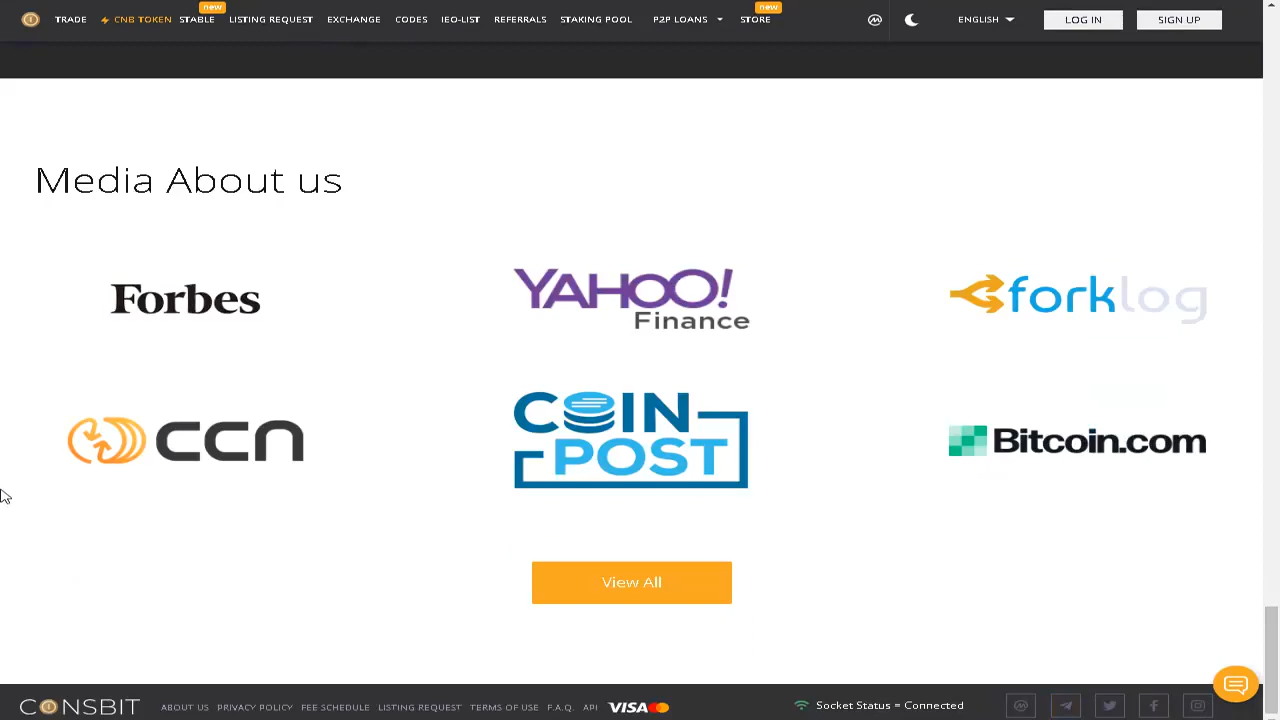 new new
TRADE CNB TOKEN STABLE LISTING REQUEST EXCHANGE CODES IEO-LIST REFERRALS STAKING POOL P2P LOANS STORE ENGLISH LOG IN SIGN UP
Media About us
Forbes
YAHOO!
Finance
forklog
CCN
COIN
POST
Bitcoin.com
View All
CONSBIT ABOUT US PRIVACY POLICY FEE SCHEDULE LISTING REQUEST TERMS OF USE F.A.Q. API VISA Socket Status = Connected